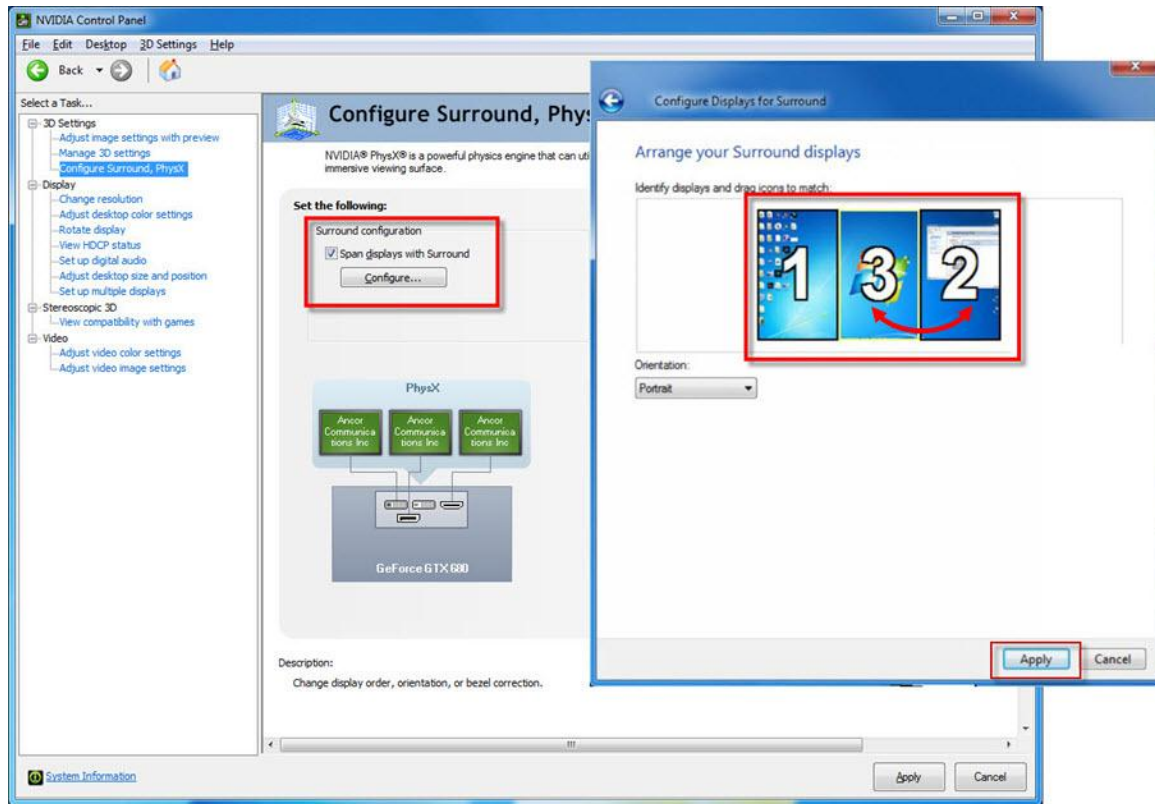 NVIDIA Control Panel
File Edit Desktop 3D Settings Help
Back
Select a Task...
3D Settings
Adjust image settings with preview
Manage 3D settings
Configure Surround, PhysX
Display
Change resolution
Adjust desktop color settings
Rotate display
View HDCP status
Set up digital audio
Adjust desktop size and position
Set up multiple displays
Stereoscopic 3D
View compatibility with games
Video
Adjust video color settings
Adjust video image settings
System Information
Configure Surround, Phy
NVIDIA® PhysX® is a powerful physics engine that can uti
immersive viewing surface.
Set the following:
Surround configuration
Span displays with Surround
Configure...
PhysX
Ancor Ancor Ancor
Communica Communica Communica
tions Inc tions Inc tions Inc
GeForce GTX 680
Description:
Change display order, orientation, or bezel correction.
Apply Cancel
Configure Displays for Surround
Arrange your Surround displays
Identify displays and drag icons to match:
1 3 2
Orientation:
Portrait
Apply Cancel